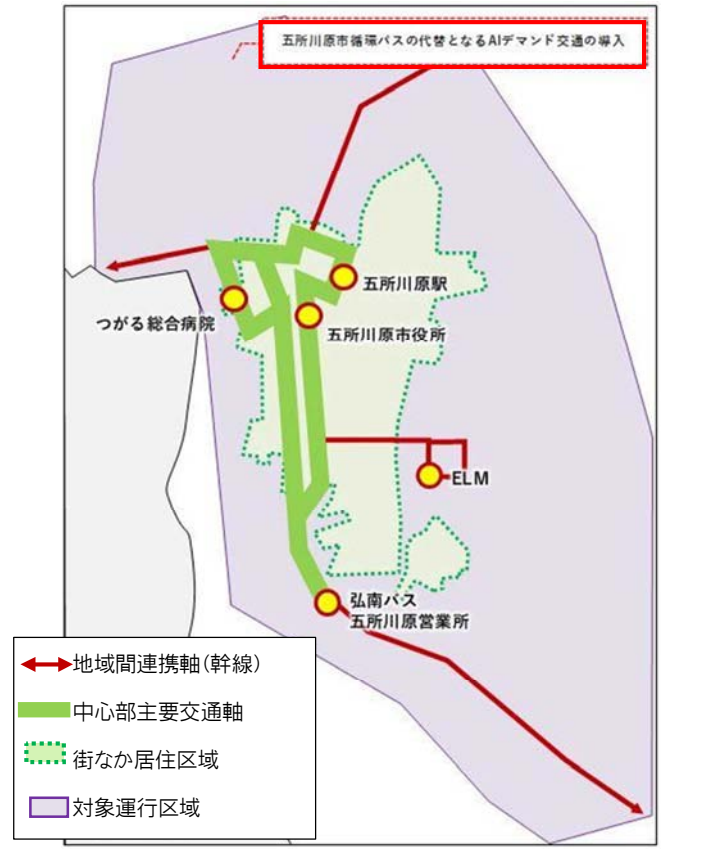 五所川原市循環バスの代替となるAIデマンド交通の導入
五所川原駅
つがる総合病院
五所川原市役所
ELM
弘南バス
五所川原営業所
地域間連携軸(幹線)
中心部主要交通軸
街なか居住区域
対象運行区域